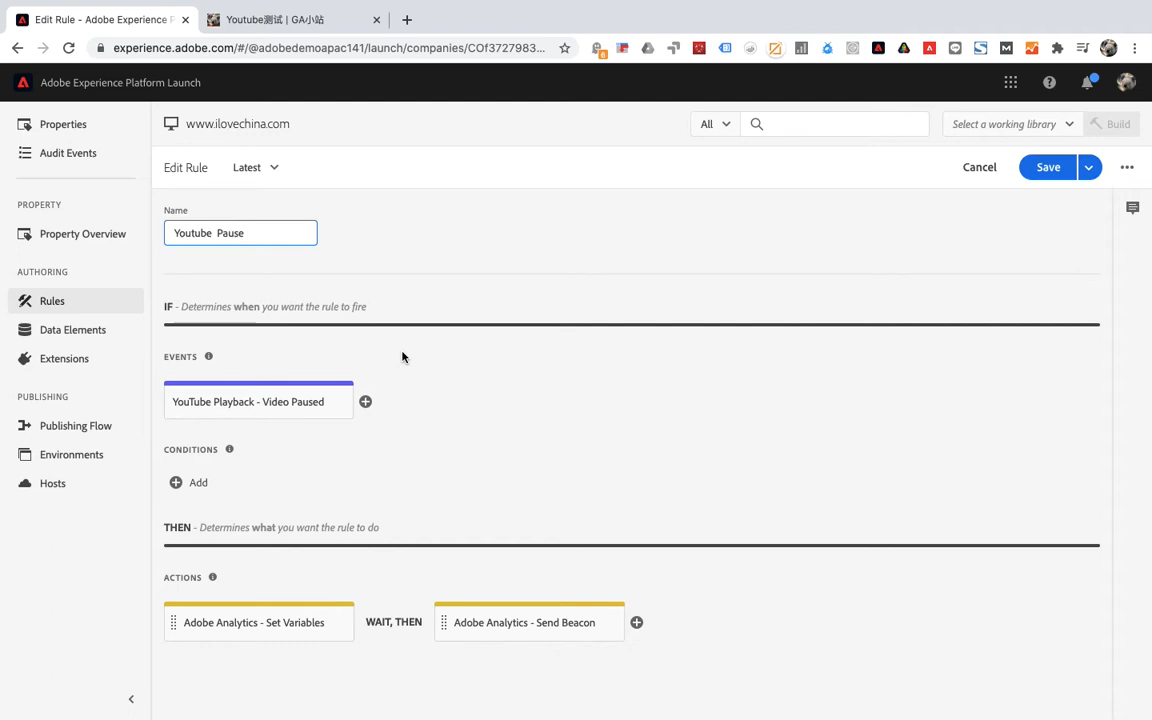 Edit Rule - Adobe Experience P
Youtube测试 | GA小站
experience.adobe.com/#/@adobedemoapac141/launch/companies/COf3727983...
6
Adobe Experience Platform Launch
Properties
Audit Events
PROPERTY
Property Overview
AUTHORING
Rules
Data Elements
Extensions
PUBLISHING
Publishing Flow
Environments
Hosts
www.ilovechina.com
All
Select a working library
Build
Edit Rule
Latest
Cancel
Save
Name
Youtube  Pause
IF - Determines when you want the rule to fire
EVENTS
YouTube Playback - Video Paused
CONDITIONS
Add
THEN - Determines what you want the rule to do
ACTIONS
Adobe Analytics - Set Variables
WAIT, THEN
Adobe Analytics - Send Beacon